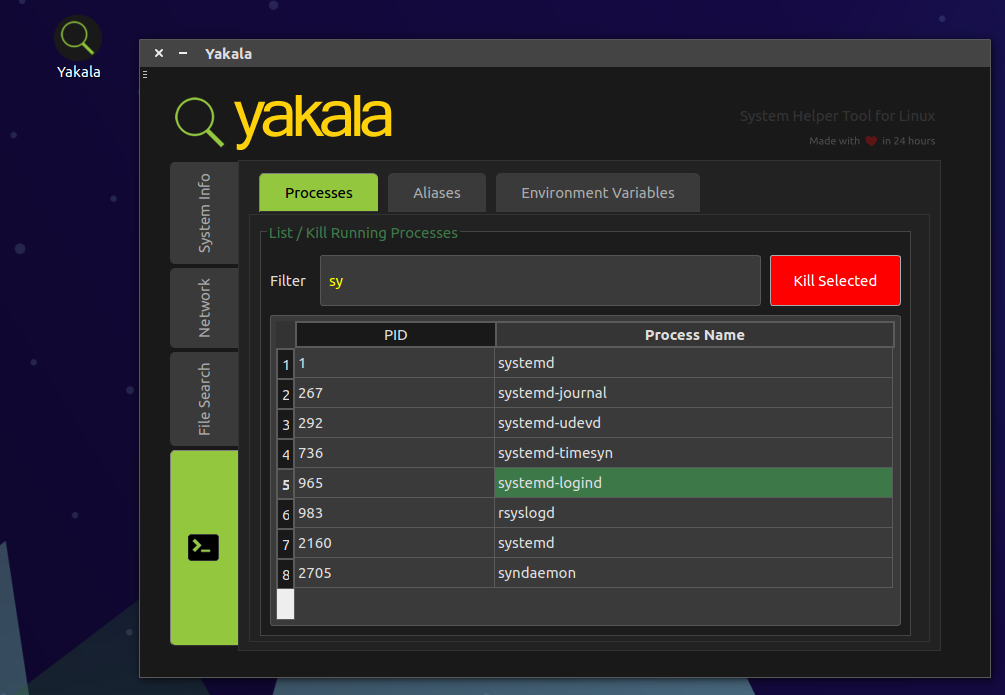 Yakala
Yakala
yakala
System Helper Tool for Linux
Made with ❤ in 24 hours
System Info
Network
File Search
Processes Aliases Environment Variables
List / Kill Running Processes
Filter sy Kill Selected
PID Process Name
1 1 systemd
2 267 systemd-journal
3 292 systemd-udevd
4 736 systemd-timesyn
5 965 systemd-logind
6 983 rsyslogd
7 2160 systemd
8 2705 syndaemon